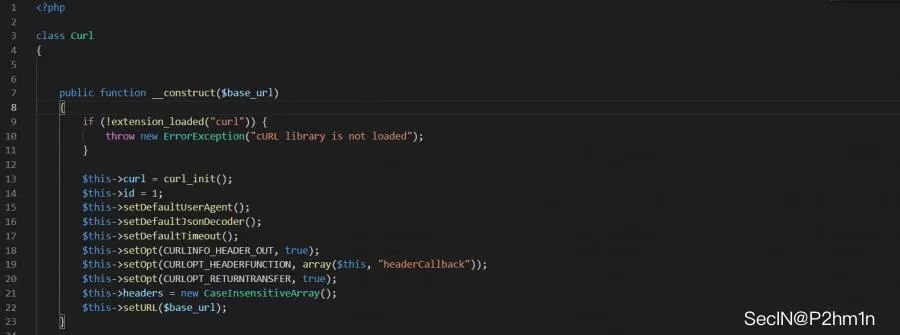 1 <?php
2
3 class Curl
4 {
5
6
7 public function __construct($base_url)
8 {
9 if (!extension_loaded("curl")) {
10 throw new ErrorException("cURL library is not loaded");
11 }
12
13 $this->curl = curl_init();
14 $this->id = 1;
15 $this->setDefaultUserAgent();
16 $this->setDefaultJsonDecoder();
17 $this->setDefaultTimeout();
18 $this->setOpt(CURLINFO_HEADER_OUT, true);
19 $this->setOpt(CURLOPT_HEADERFUNCTION, array($this, "headerCallback"));
20 $this->setOpt(CURLOPT_RETURNTRANSFER, true);
21 $this->headers = new CaseInsensitiveArray();
22 $this->setURL($base_url);
23 }
24
SecIN@P2hm1n